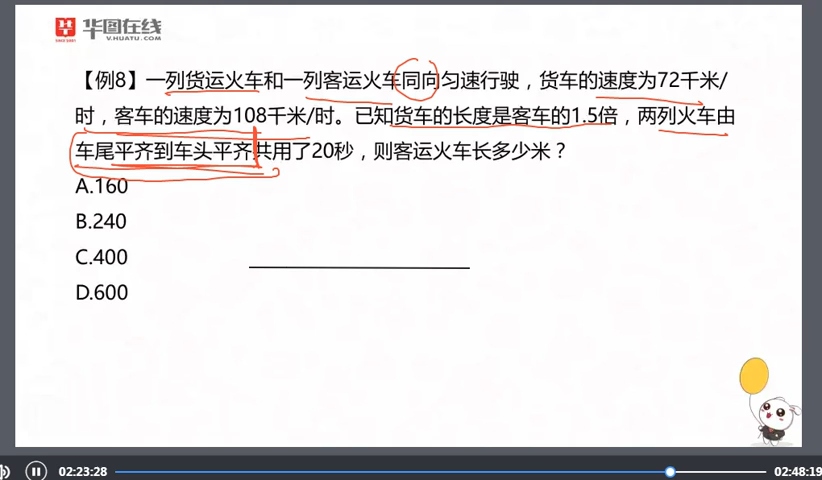 华图在线
SINCE 2001
V.HUATU.COM
【例8】一列货运火车和一列客运火车同向匀速行驶，货车的速度为72千米/
时，客车的速度为108千米/时。已知货车的长度是客车的1.5倍，两列火车由
车尾平齐到车头平齐共用了20秒，则客运火车长多少米？
A.160
B.240
C.400
D.600
02:23:28
02:48:19